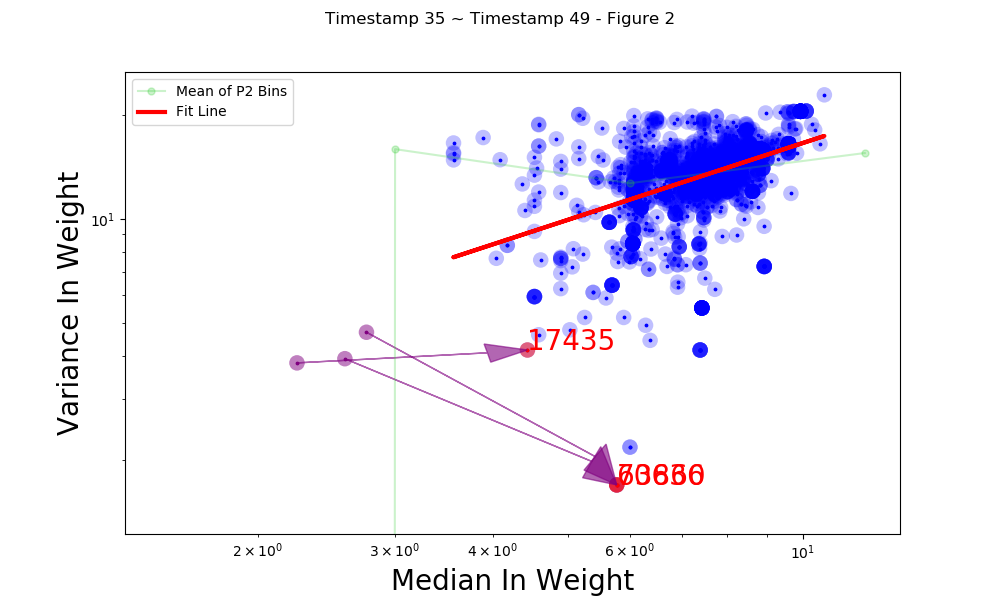 Timestamp 35 ~ Timestamp 49 - Figure 2
Mean of P2 Bins
Fit Line
Variance In Weight
10¹
17435
2 × 10⁰
3 × 10⁰
4 × 10⁰
6 × 10⁰
10¹
Median In Weight